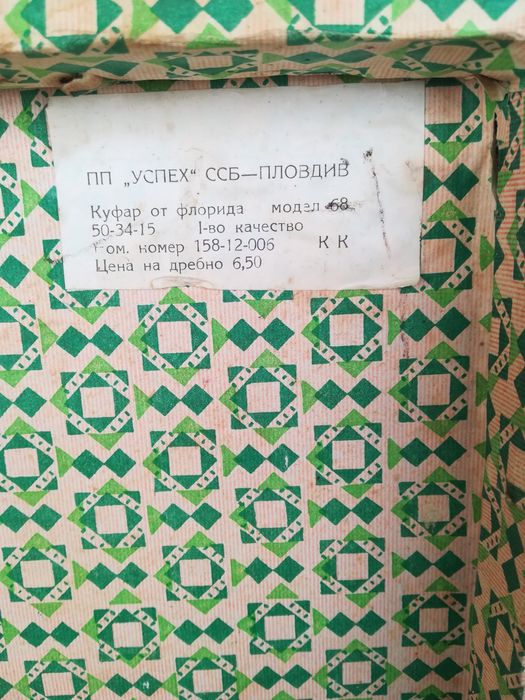 ПП „УСПЕХ“ ССБ—ПЛОВДИВ
Куфар от флорида модел 68
50-34-15 I-во качество
Ном. номер 158-12-006 К К
Цена на дребно 6,50